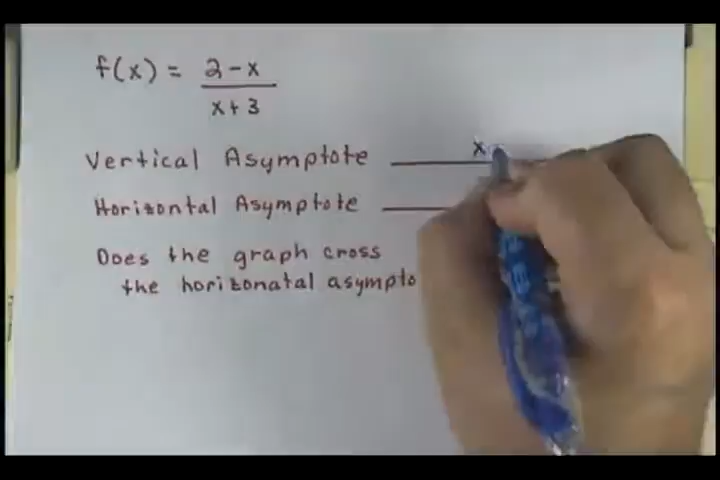 f(x) = 2-x / x+3
Vertical Asymptote x
Horizontal Asymptote
Does the graph cross
the horizonatal asympto